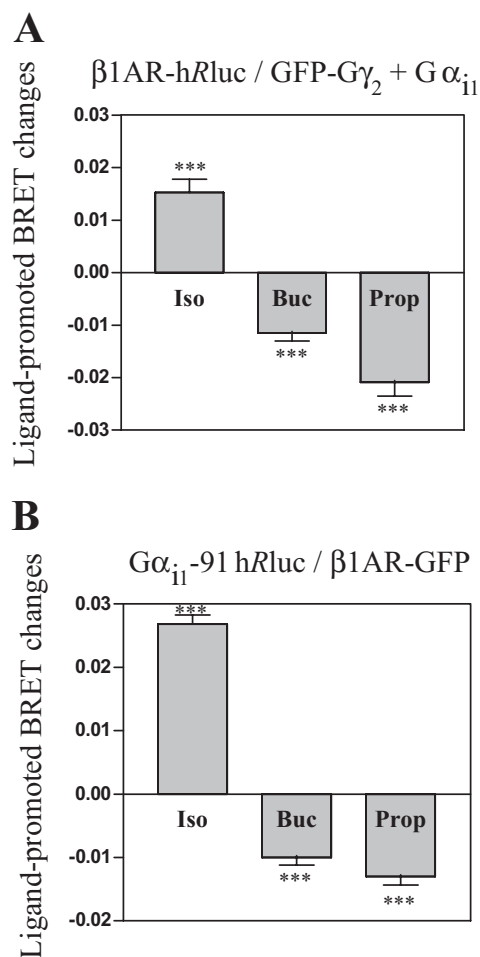 A
β1AR-hRluc / GFP-Gγ2 + Gαi1
Ligand-promoted BRET changes
0.03
0.02
0.01
0.00
-0.01
-0.02
-0.03
***
Iso
Buc
Prop
***
***
B
Gαi1-91 hRluc / β1AR-GFP
Ligand-promoted BRET changes
0.03
0.02
0.01
0.00
-0.01
-0.02
***
Iso
Buc
Prop
***
***